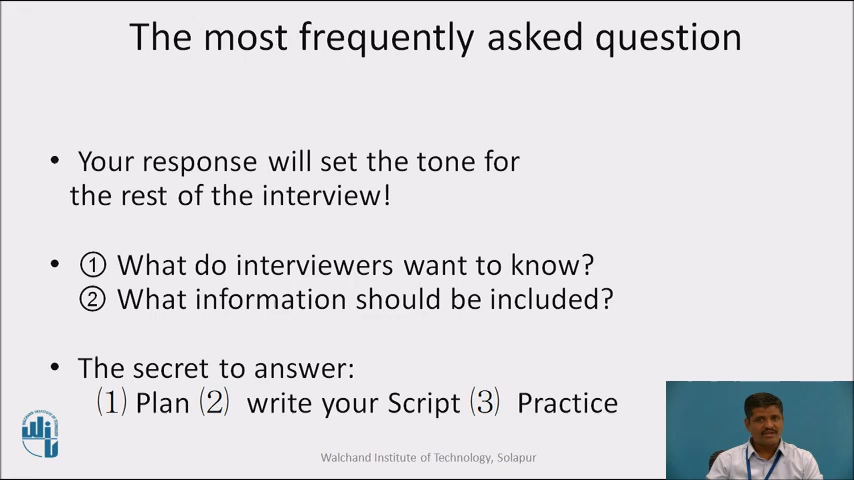 The most frequently asked question
• Your response will set the tone for
the rest of the interview!
• ① What do interviewers want to know?
② What information should be included?
• The secret to answer:
(1) Plan (2) write your Script (3) Practice
Walchand Institute of Technology, Solapur